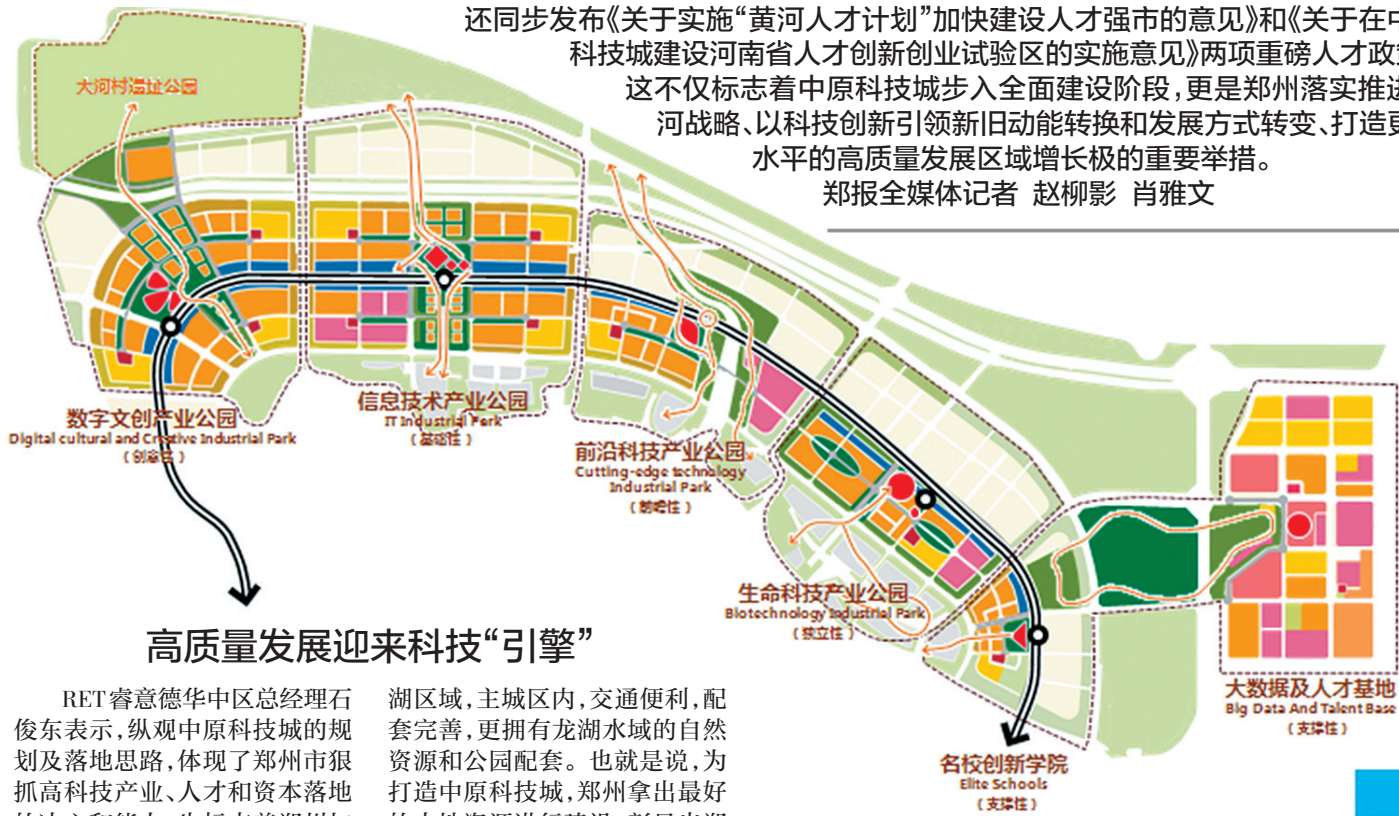 还同步发布《关于实施“黄河人才计划”加快建设人才强市的意见》和《关于在中
科技城建设河南省人才创新创业试验区的实施意见》两项重磅人才政
这不仅标志着中原科技城步入全面建设阶段,更是郑州落实推进
河战略、以科技创新引领新旧动能转换和发展方式转变、打造更
水平的高质量发展区域增长极的重要举措。
郑报全媒体记者 赵柳影 肖雅文
大河村遗址公园
数字文创产业公园
Digital cultural and Creative Industrial Park
(创意性)
信息技术产业公园
IT Industrial Park
(基础性)
前沿科技产业公园
Cutting-edge technology
Industrial Park
(前瞻性)
生命科技产业公园
Biotechnology Industrial Park
(独立性)
名校创新学院
Elite Schools
(支撑性)
大数据及人才基地
Big Data And Talent Base
(支撑性)
高质量发展迎来科技“引擎”
RET睿意德华中区总经理石
俊东表示,纵观中原科技城的规
划及落地思路,体现了郑州市狠
抓高科技产业、人才和资本落地
湖区域,主城区内,交通便利,配
套完善,更拥有龙湖水域的自然
资源和公园配套。也就是说,为
打造中原科技城,郑州拿出最好